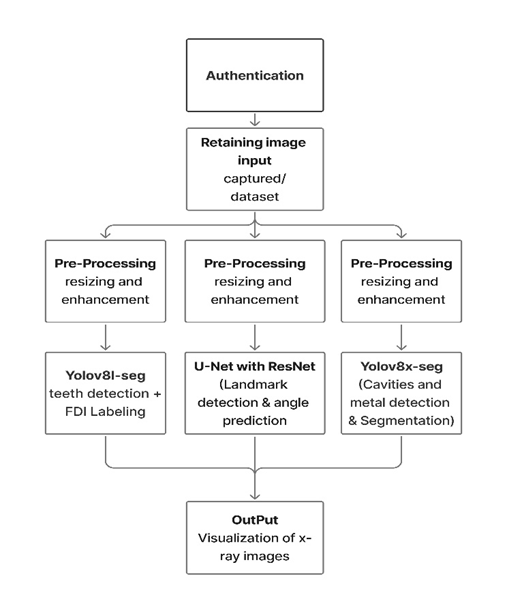 Authentication
Retaining image
input
captured/
dataset
Pre-Processing
resizing and
enhancement
Pre-Processing
resizing and
enhancement
Pre-Processing
resizing and
enhancement
Yolov8l-seg
teeth detection +
FDI Labeling
U-Net with ResNet
(Landmark
detection & angle
prediction)
Yolov8x-seg
(Cavities and
metal detection
& Segmentation)
OutPut
Visualization of x-
ray images